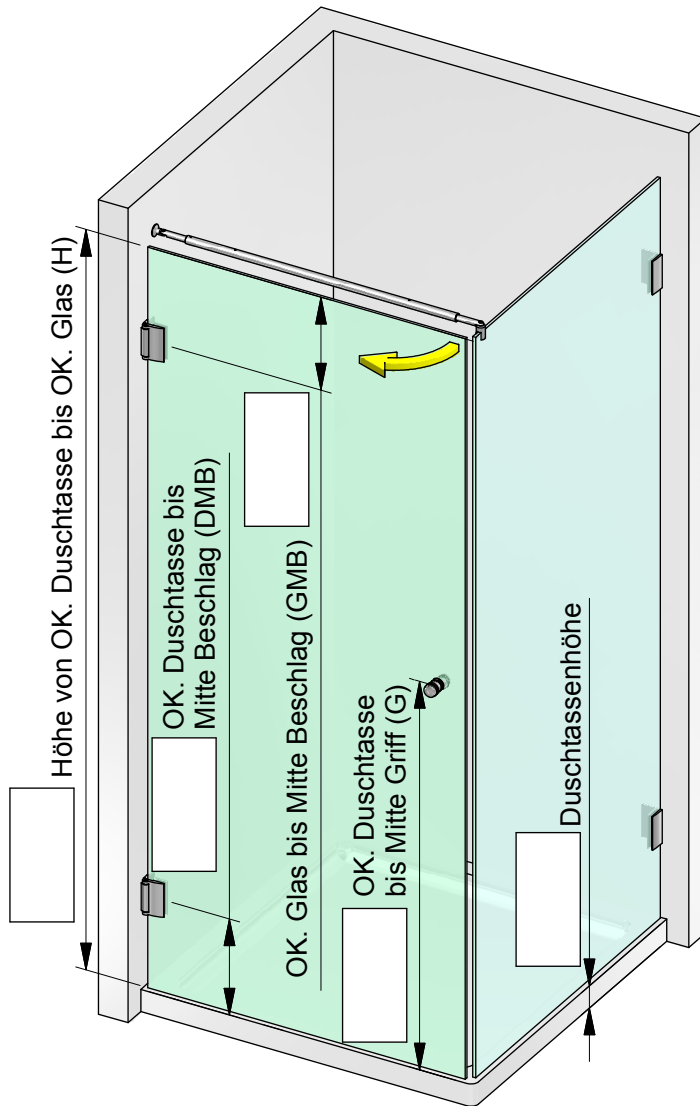 Höhe von OK. Duschtasse bis OK. Glas (H)
OK. Duschtasse bis
Mitte Beschlag (DMB)
OK. Glas bis Mitte Beschlag (GMB)
OK. Duschtasse
bis Mitte Griff (G)
Duschtassenhöhe